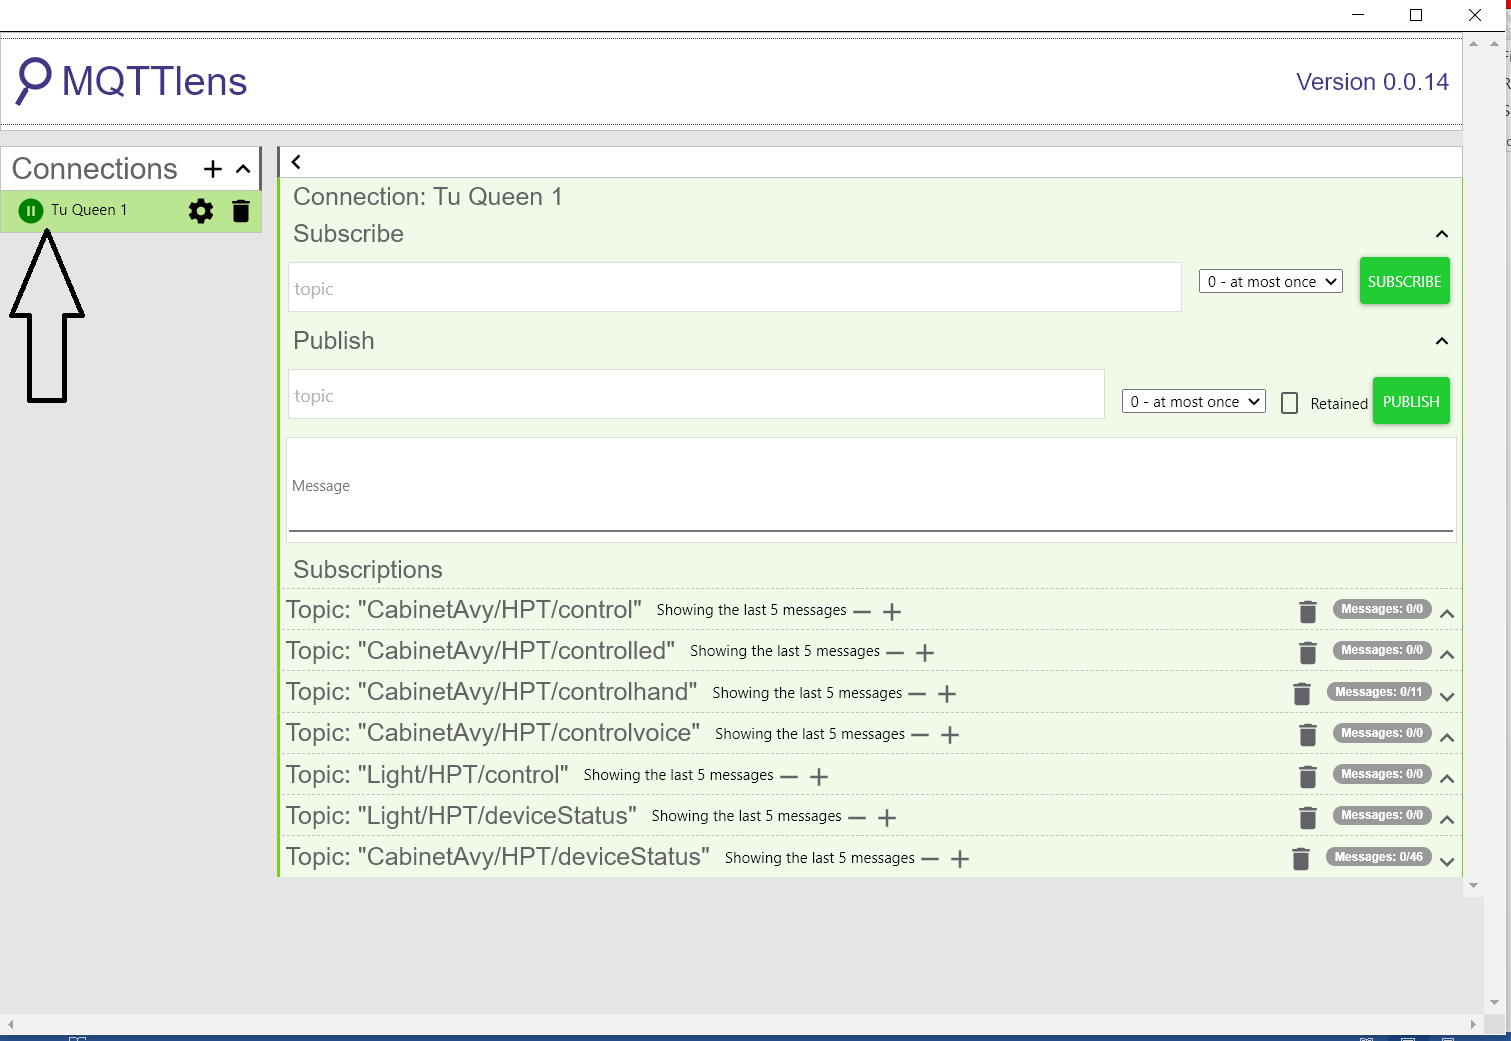 MQTTlens
Version 0.0.14
Connections
Tu Queen 1
Connection: Tu Queen 1
Subscribe
topic
0 - at most once
SUBSCRIBE
Publish
topic
0 - at most once
Retained
PUBLISH
Message
Subscriptions
Topic: "CabinetAvy/HPT/control" Showing the last 5 messages Messages: 0/0
Topic: "CabinetAvy/HPT/controlled" Showing the last 5 messages Messages: 0/0
Topic: "CabinetAvy/HPT/controlhand" Showing the last 5 messages Messages: 0/11
Topic: "CabinetAvy/HPT/controlvoice" Showing the last 5 messages Messages: 0/0
Topic: "Light/HPT/control" Showing the last 5 messages Messages: 0/0
Topic: "Light/HPT/deviceStatus" Showing the last 5 messages Messages: 0/0
Topic: "CabinetAvy/HPT/deviceStatus" Showing the last 5 messages Messages: 0/46